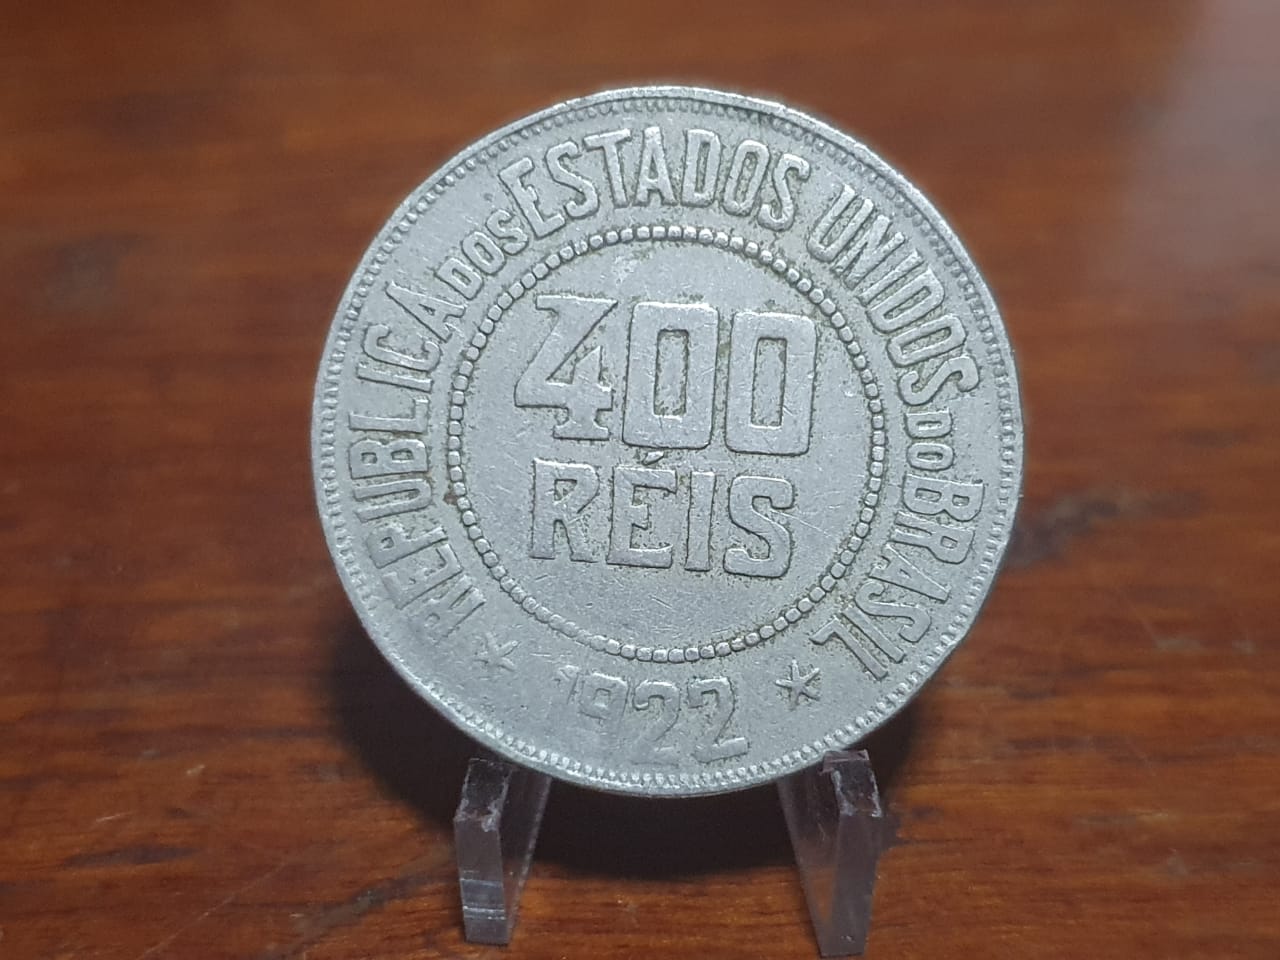 REPUBLICA DOS ESTADOS UNIDOS DO BRASIL
400
RÉIS
* 1922 *